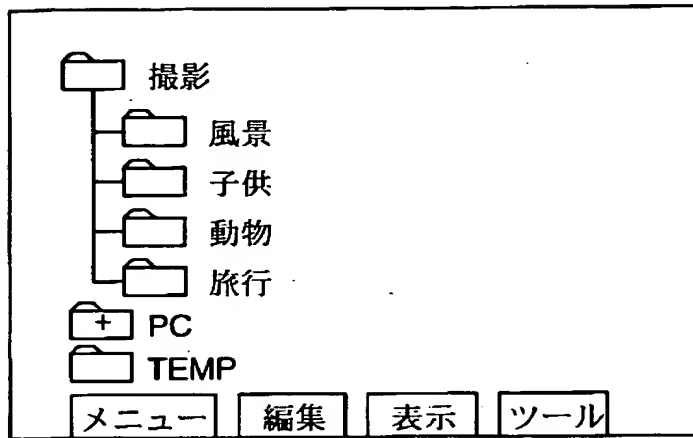 撮影
風景
子供
動物
旅行
+ PC
TEMP
メニュー 編集 表示 ツール